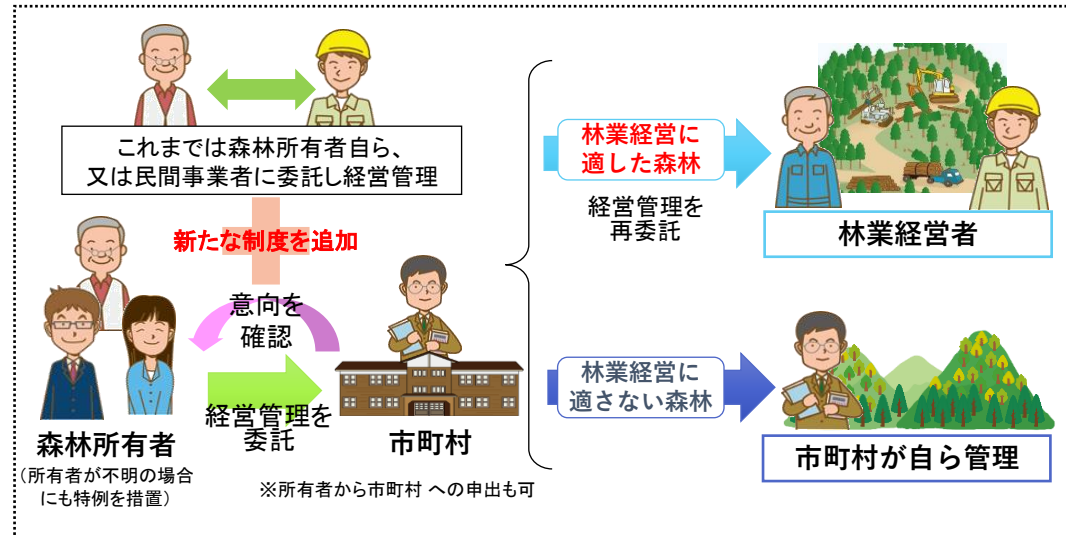 これまでは森林所有者自ら、
又は民間事業者に委託し経営管理
新たな制度を追加
意向を
確認
経営管理を
委託
森林所有者
（所有者が不明の場合
にも特例を措置）
市町村
※所有者から市町村 への申出も可
林業経営に
適した森林
経営管理を
再委託
林業経営者
林業経営に
適さない森林
市町村が自ら管理